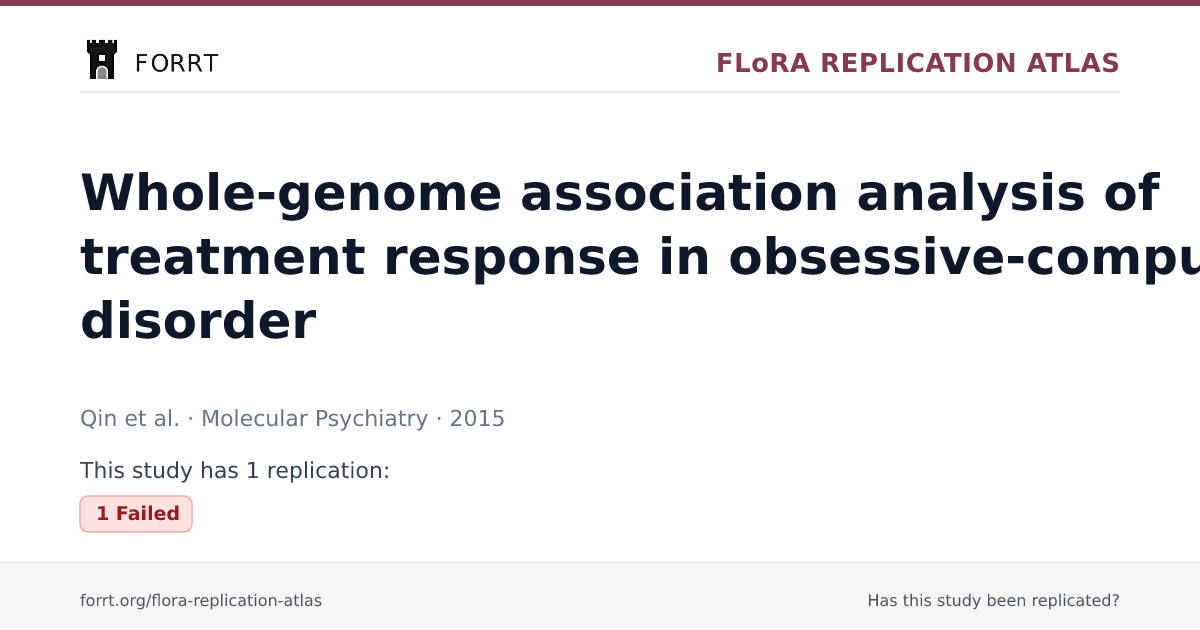 FORRT
FLoRA REPLICATION ATLAS
Whole-genome association analysis of
treatment response in obsessive-compu
disorder
Qin et al. · Molecular Psychiatry · 2015
This study has 1 replication:
1 Failed
forrt.org/flora-replication-atlas
Has this study been replicated?